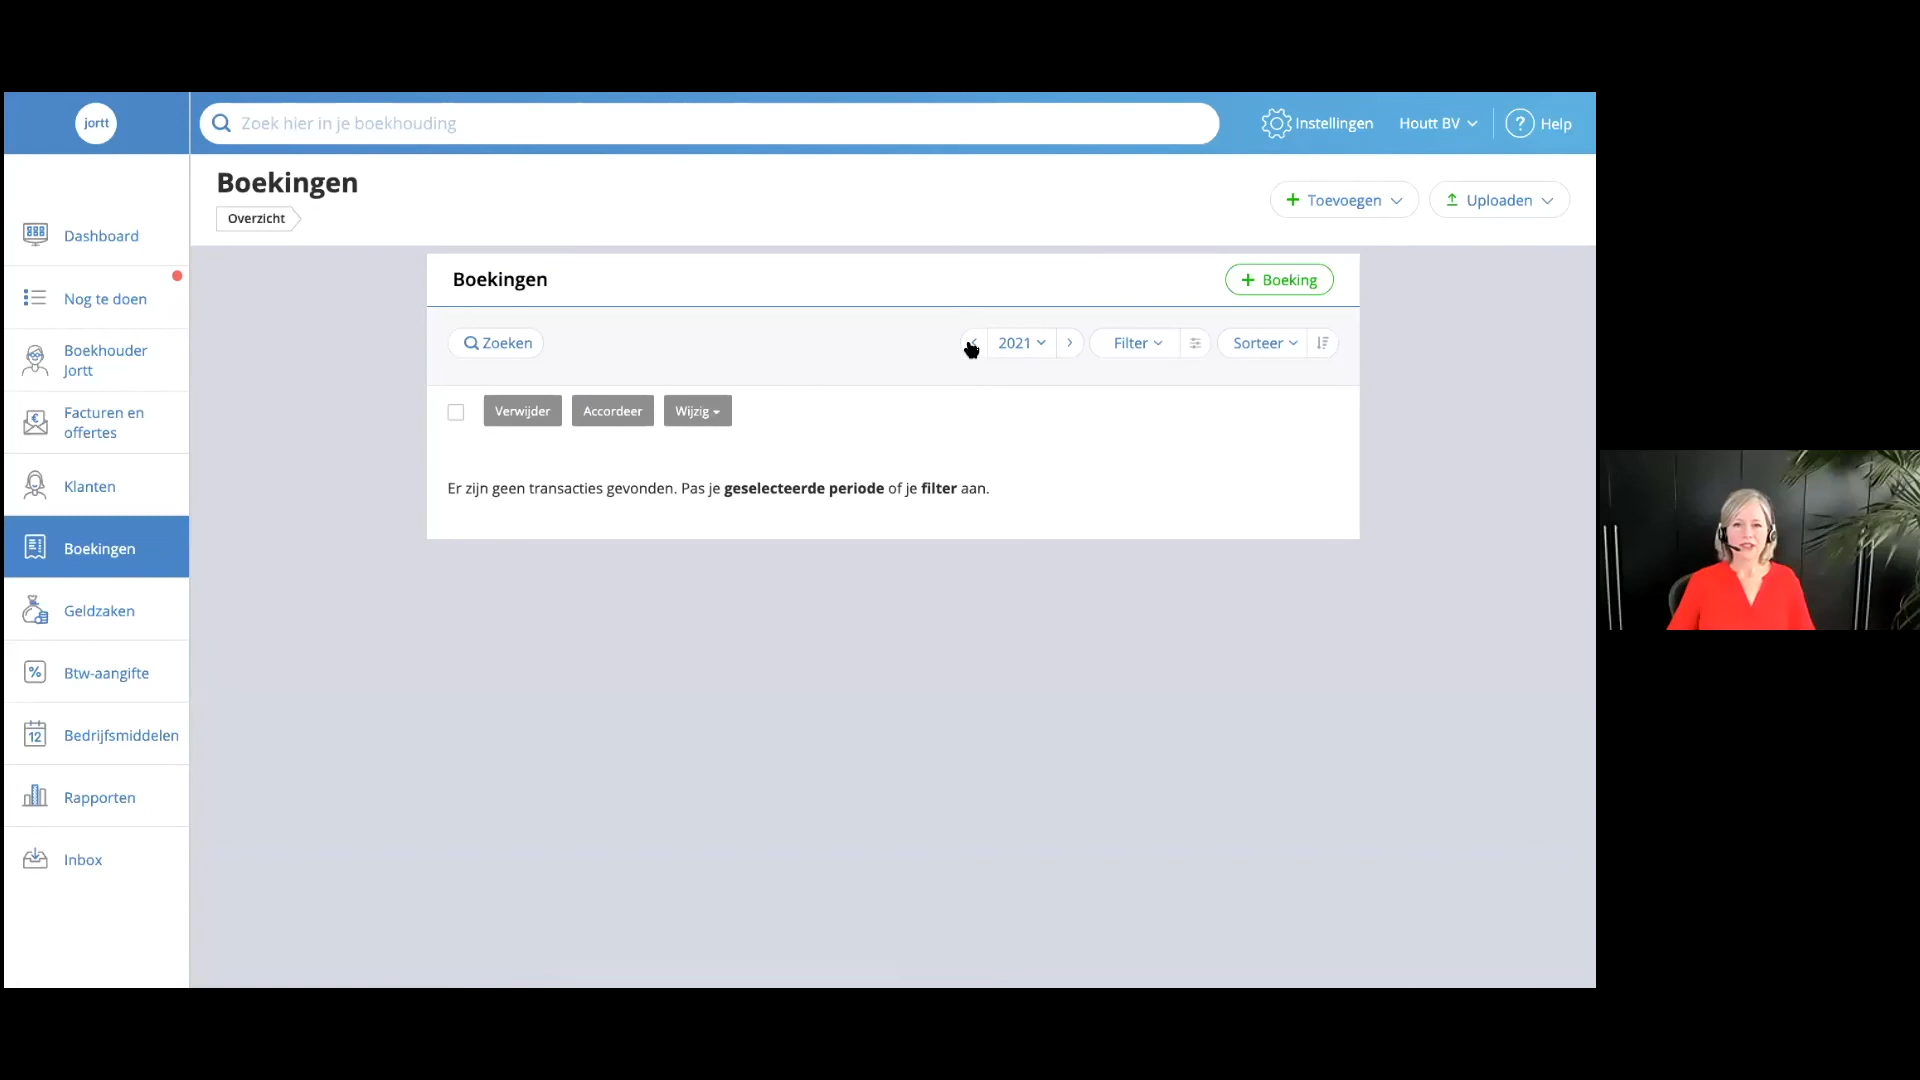 jortt
Zoek hier in je boekhouding
Instellingen
Houtt BV
? Help
Boekingen
Overzicht
+ Toevoegen
Uploaden
Dashboard
Nog te doen
Boekhouder
Jortt
Facturen en
offertes
Klanten
Boekingen
Geldzaken
% Btw-aangifte
12 Bedrijfsmiddelen
Rapporten
Inbox
Boekingen
+ Boeking
Zoeken
2021
Filter
Sorteer
Verwijder
Accordeer
Wijzig
Er zijn geen transacties gevonden. Pas je geselecteerde periode of je filter aan.